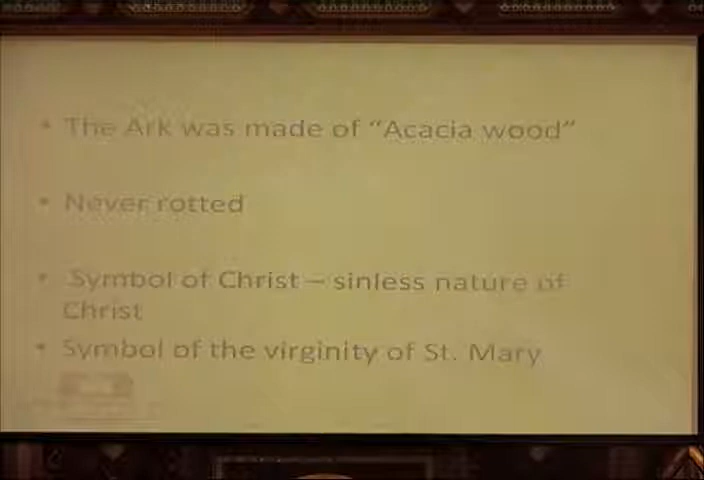 • The Ark was made of “Acacia wood”
• Never rotted
• Symbol of Christ – sinless nature of
Christ
• Symbol of the virginity of St. Mary